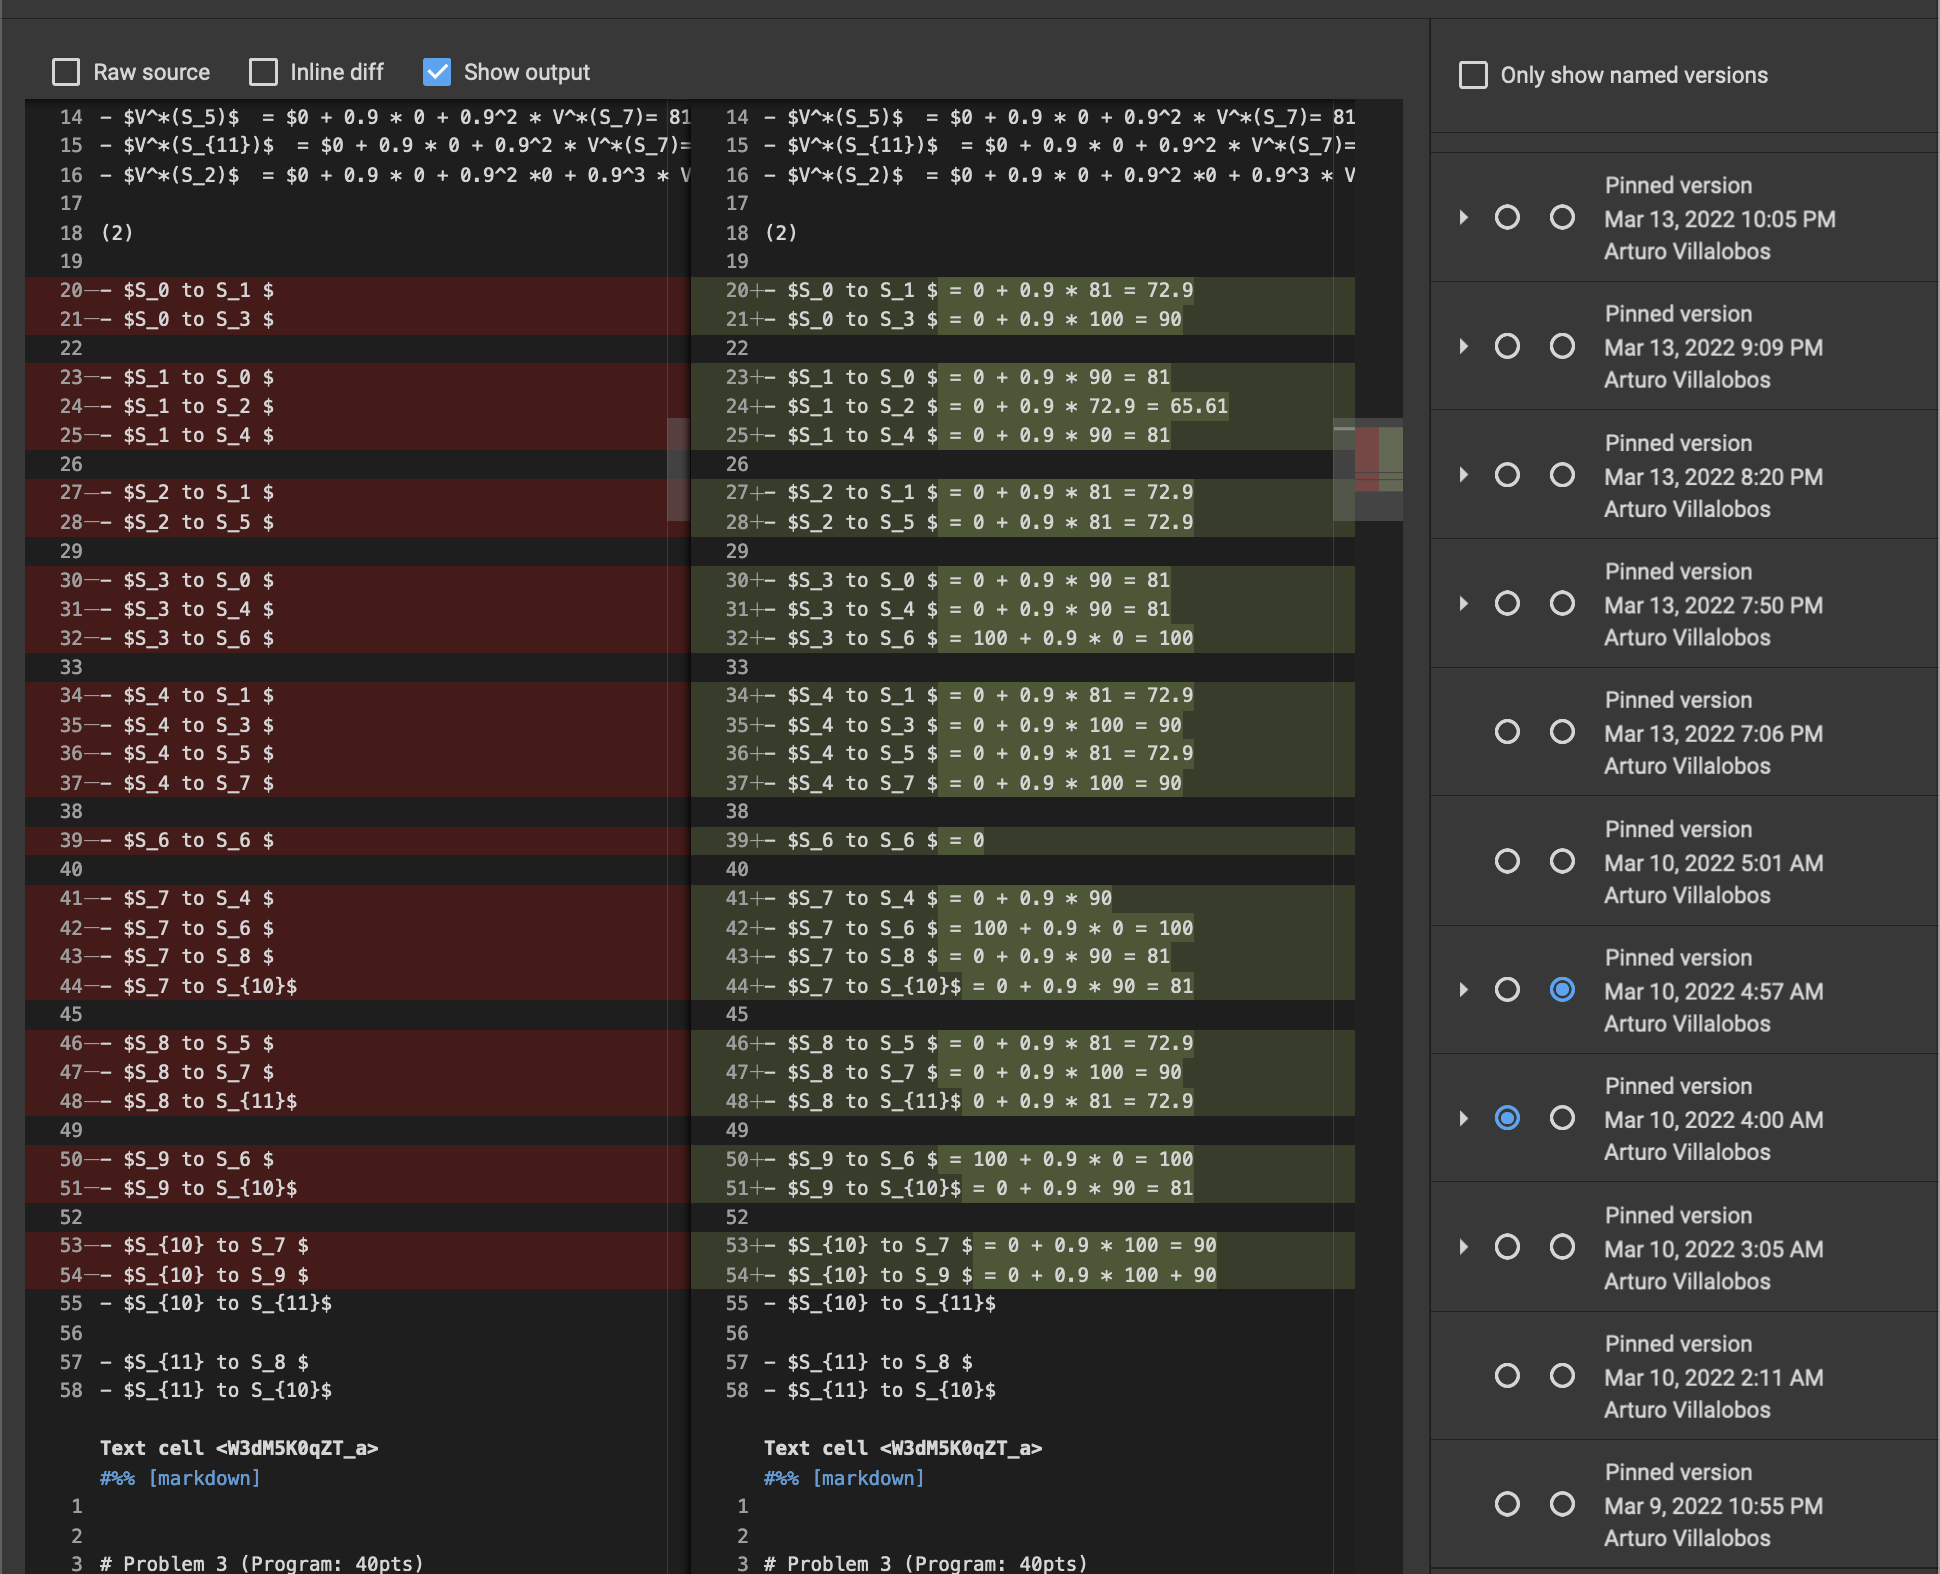 Raw source
Inline diff
Show output
14 - $V^*(S_5)$  = $0 + 0.9 * 0 + 0.9^2 * V^*(S_7)= 81
15 - $V^*(S_{11})$  = $0 + 0.9 * 0 + 0.9^2 * V^*(S_7)=
16 - $V^*(S_2)$  = $0 + 0.9 * 0 + 0.9^2 *0 + 0.9^3 * V
17
18 (2)
19
20—- $S_0 to S_1 $
21—- $S_0 to S_3 $
22
23—- $S_1 to S_0 $
24—- $S_1 to S_2 $
25—- $S_1 to S_4 $
26
27—- $S_2 to S_1 $
28—- $S_2 to S_5 $
29
30—- $S_3 to S_0 $
31—- $S_3 to S_4 $
32—- $S_3 to S_6 $
33
34—- $S_4 to S_1 $
35—- $S_4 to S_3 $
36—- $S_4 to S_5 $
37—- $S_4 to S_7 $
38
39—- $S_6 to S_6 $
40
41—- $S_7 to S_4 $
42—- $S_7 to S_6 $
43—- $S_7 to S_8 $
44—- $S_7 to S_{10}$
45
46—- $S_8 to S_5 $
47—- $S_8 to S_7 $
48—- $S_8 to S_{11}$
49
50—- $S_9 to S_6 $
51—- $S_9 to S_{10}$
52
53—- $S_{10} to S_7 $
54—- $S_{10} to S_9 $
55 - $S_{10} to S_{11}$
56
57 - $S_{11} to S_8 $
58 - $S_{11} to S_{10}$
Text cell <W3dM5K0qZT_a>
#%% [markdown]
1
2
3 # Problem 3 (Program: 40pts)
14 - $V^*(S_5)$  = $0 + 0.9 * 0 + 0.9^2 * V^*(S_7)= 81
15 - $V^*(S_{11})$  = $0 + 0.9 * 0 + 0.9^2 * V^*(S_7)=
16 - $V^*(S_2)$  = $0 + 0.9 * 0 + 0.9^2 *0 + 0.9^3 * V
17
18 (2)
19
20+- $S_0 to S_1 $ = 0 + 0.9 * 81 = 72.9
21+- $S_0 to S_3 $ = 0 + 0.9 * 100 = 90
22
23+- $S_1 to S_0 $ = 0 + 0.9 * 90 = 81
24+- $S_1 to S_2 $ = 0 + 0.9 * 72.9 = 65.61
25+- $S_1 to S_4 $ = 0 + 0.9 * 90 = 81
26
27+- $S_2 to S_1 $ = 0 + 0.9 * 81 = 72.9
28+- $S_2 to S_5 $ = 0 + 0.9 * 81 = 72.9
29
30+- $S_3 to S_0 $ = 0 + 0.9 * 90 = 81
31+- $S_3 to S_4 $ = 0 + 0.9 * 90 = 81
32+- $S_3 to S_6 $ = 100 + 0.9 * 0 = 100
33
34+- $S_4 to S_1 $ = 0 + 0.9 * 81 = 72.9
35+- $S_4 to S_3 $ = 0 + 0.9 * 100 = 90
36+- $S_4 to S_5 $ = 0 + 0.9 * 81 = 72.9
37+- $S_4 to S_7 $ = 0 + 0.9 * 100 = 90
38
39+- $S_6 to S_6 $ = 0
40
41+- $S_7 to S_4 $ = 0 + 0.9 * 90
42+- $S_7 to S_6 $ = 100 + 0.9 * 0 = 100
43+- $S_7 to S_8 $ = 0 + 0.9 * 90 = 81
44+- $S_7 to S_{10}$ = 0 + 0.9 * 90 = 81
45
46+- $S_8 to S_5 $ = 0 + 0.9 * 81 = 72.9
47+- $S_8 to S_7 $ = 0 + 0.9 * 100 = 90
48+- $S_8 to S_{11}$ 0 + 0.9 * 81 = 72.9
49
50+- $S_9 to S_6 $ = 100 + 0.9 * 0 = 100
51+- $S_9 to S_{10}$ = 0 + 0.9 * 90 = 81
52
53+- $S_{10} to S_7 $ = 0 + 0.9 * 100 = 90
54+- $S_{10} to S_9 $ = 0 + 0.9 * 100 + 90
55 - $S_{10} to S_{11}$
56
57 - $S_{11} to S_8 $
58 - $S_{11} to S_{10}$
Text cell <W3dM5K0qZT_a>
#%% [markdown]
1
2
3 # Problem 3 (Program: 40pts)
Only show named versions
Pinned version
Mar 13, 2022 10:05 PM
Arturo Villalobos
Pinned version
Mar 13, 2022 9:09 PM
Arturo Villalobos
Pinned version
Mar 13, 2022 8:20 PM
Arturo Villalobos
Pinned version
Mar 13, 2022 7:50 PM
Arturo Villalobos
Pinned version
Mar 13, 2022 7:06 PM
Arturo Villalobos
Pinned version
Mar 10, 2022 5:01 AM
Arturo Villalobos
Pinned version
Mar 10, 2022 4:57 AM
Arturo Villalobos
Pinned version
Mar 10, 2022 4:00 AM
Arturo Villalobos
Pinned version
Mar 10, 2022 3:05 AM
Arturo Villalobos
Pinned version
Mar 10, 2022 2:11 AM
Arturo Villalobos
Pinned version
Mar 9, 2022 10:55 PM
Arturo Villalobos